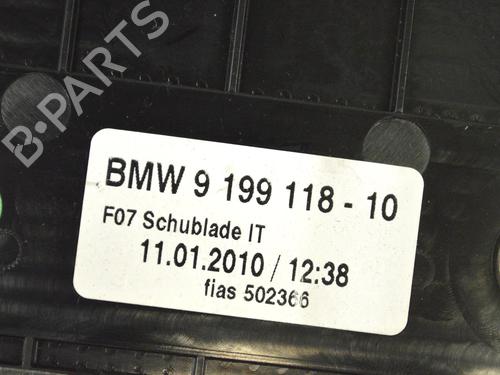 B-PARTS
BMW 9 199 118 - 10
F07 Schublade IT
11.01.2010 / 12:38
fias 502366